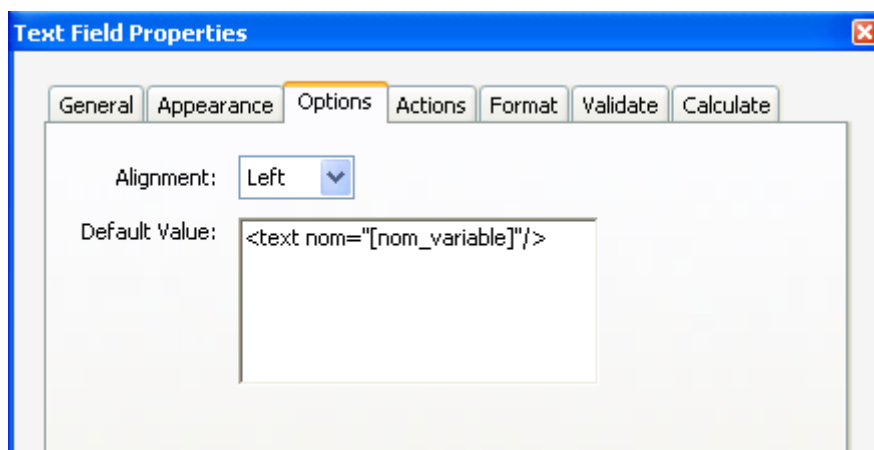 Text Field Properties
General Appearance Options Actions Format Validate Calculate
Alignment: Left
Default Value: <text nom="[nom_variable]"/>